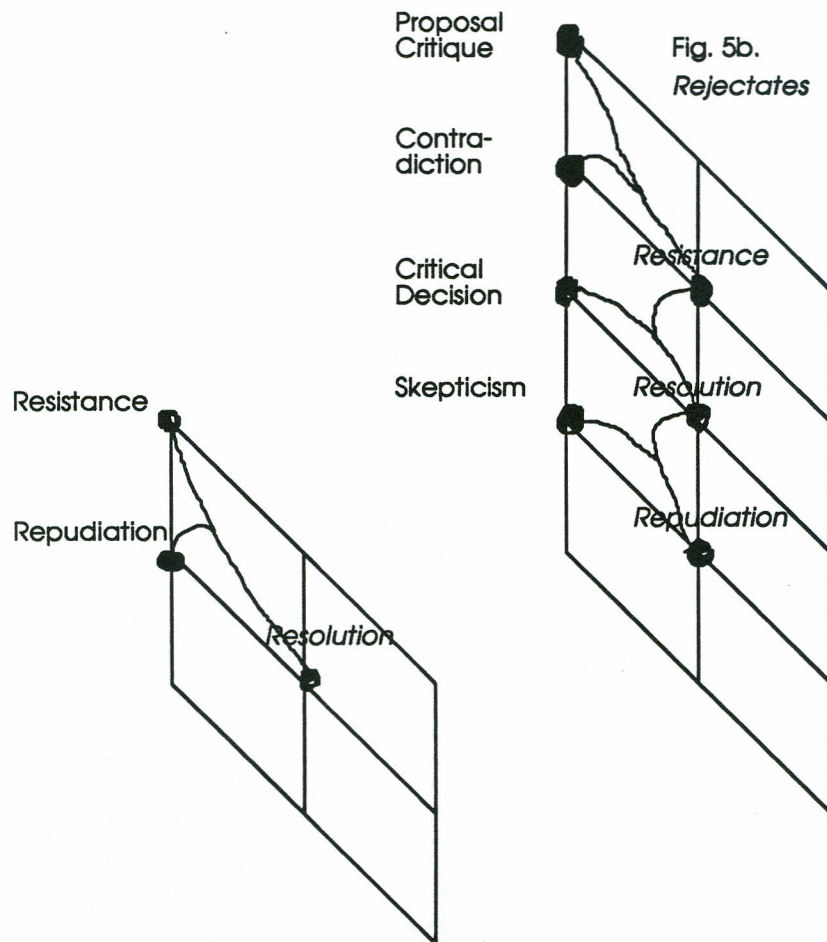 Proposal
Critique
Fig. 5b.
Rejectates
Contra-
diction
Resistance
Critical
Decision
Skepticism
Resolution
Resistance
Repudiation
Repudiation
Resolution